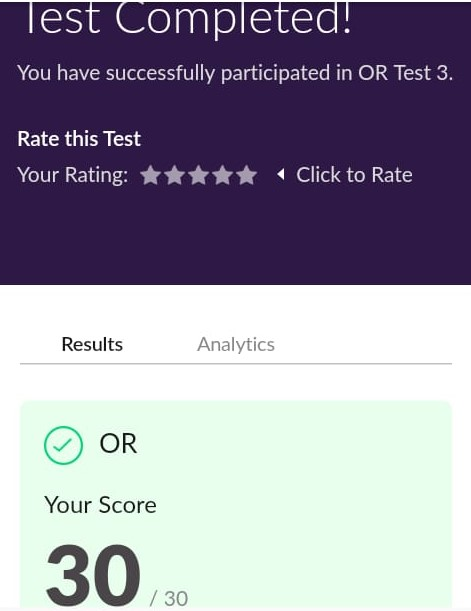 Test Completed!
You have successfully participated in OR Test 3.
Rate this Test
Your Rating: Click to Rate
Results Analytics
OR
Your Score
30 / 30